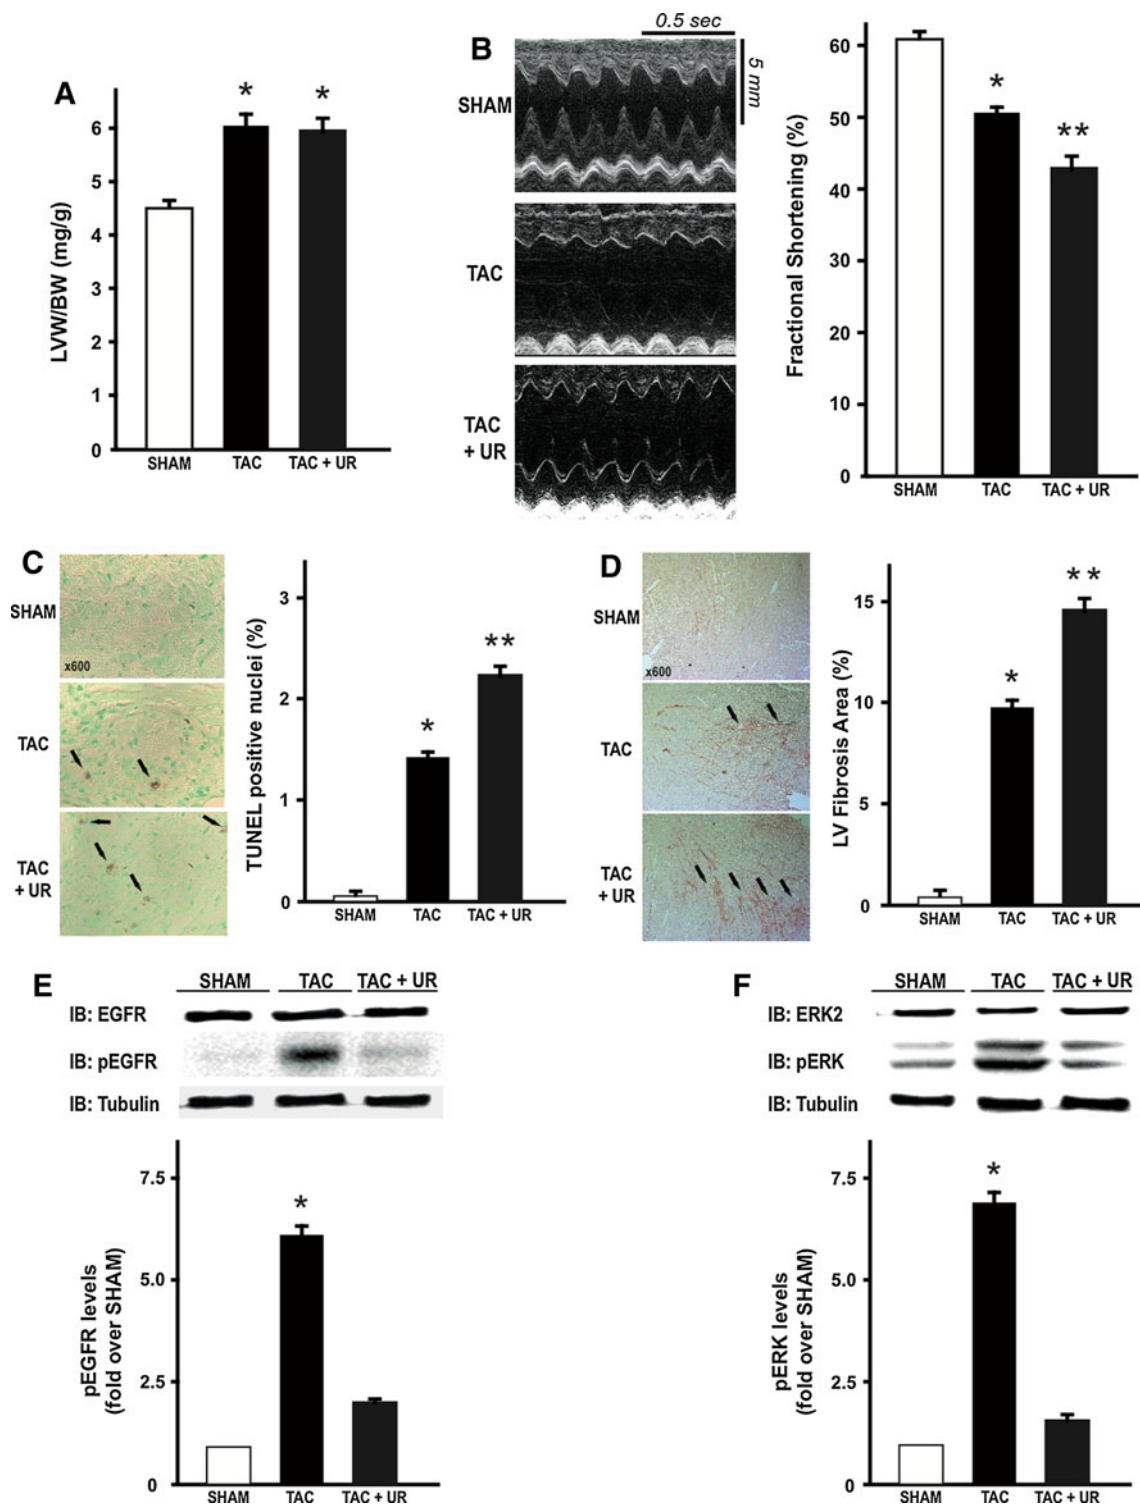 A
LVW/BW (mg/g)
6
5
4
3
2
1
0
*
*
SHAM
TAC
TAC + UR
B
0.5 sec
5 mm
SHAM
TAC
TAC
+ UR
Fractional Shortening (%)
60
50
40
30
20
10
0
*
**
SHAM
TAC
TAC + UR
C
SHAM
x600
TAC
TAC
+ UR
TUNEL positive nuclei (%)
3
2
1
0
*
**
SHAM
TAC
TAC + UR
D
SHAM
x600
TAC
TAC
+ UR
LV Fibrosis Area (%)
15
10
5
0
*
**
SHAM
TAC
TAC + UR
E
SHAM
TAC
TAC + UR
IB: EGFR
IB: pEGFR
IB: Tubulin
pEGFR levels
(fold over SHAM)
7.5
5.0
2.5
0
*
SHAM
TAC
TAC + UR
F
SHAM
TAC
TAC + UR
IB: ERK2
IB: pERK
IB: Tubulin
pERK levels
(fold over SHAM)
7.5
5.0
2.5
0
*
SHAM
TAC
TAC + UR